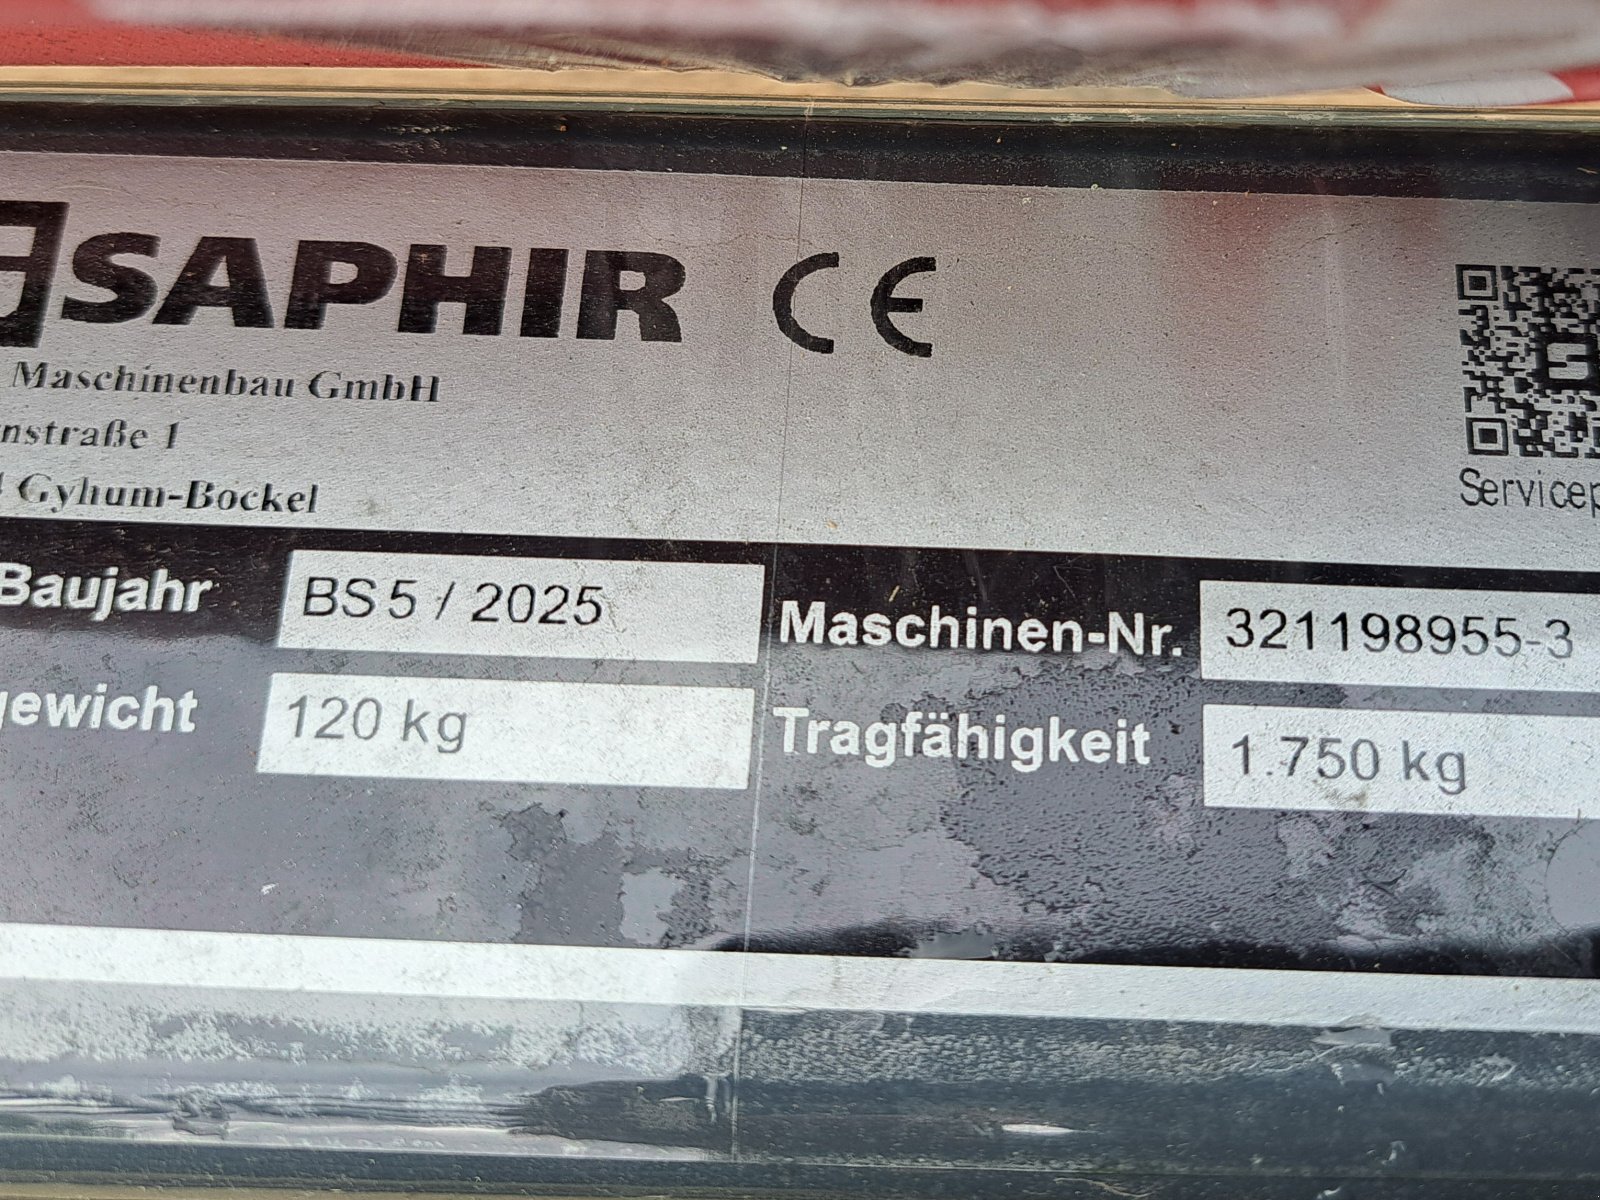 SAPHIR CE
Maschinenbau GmbH
nstraße 1
Gyhum-Bockel
Servicep
Baujahr BS 5 / 2025 Maschinen-Nr. 321198955-3
gewicht 120 kg Tragfähigkeit 1.750 kg